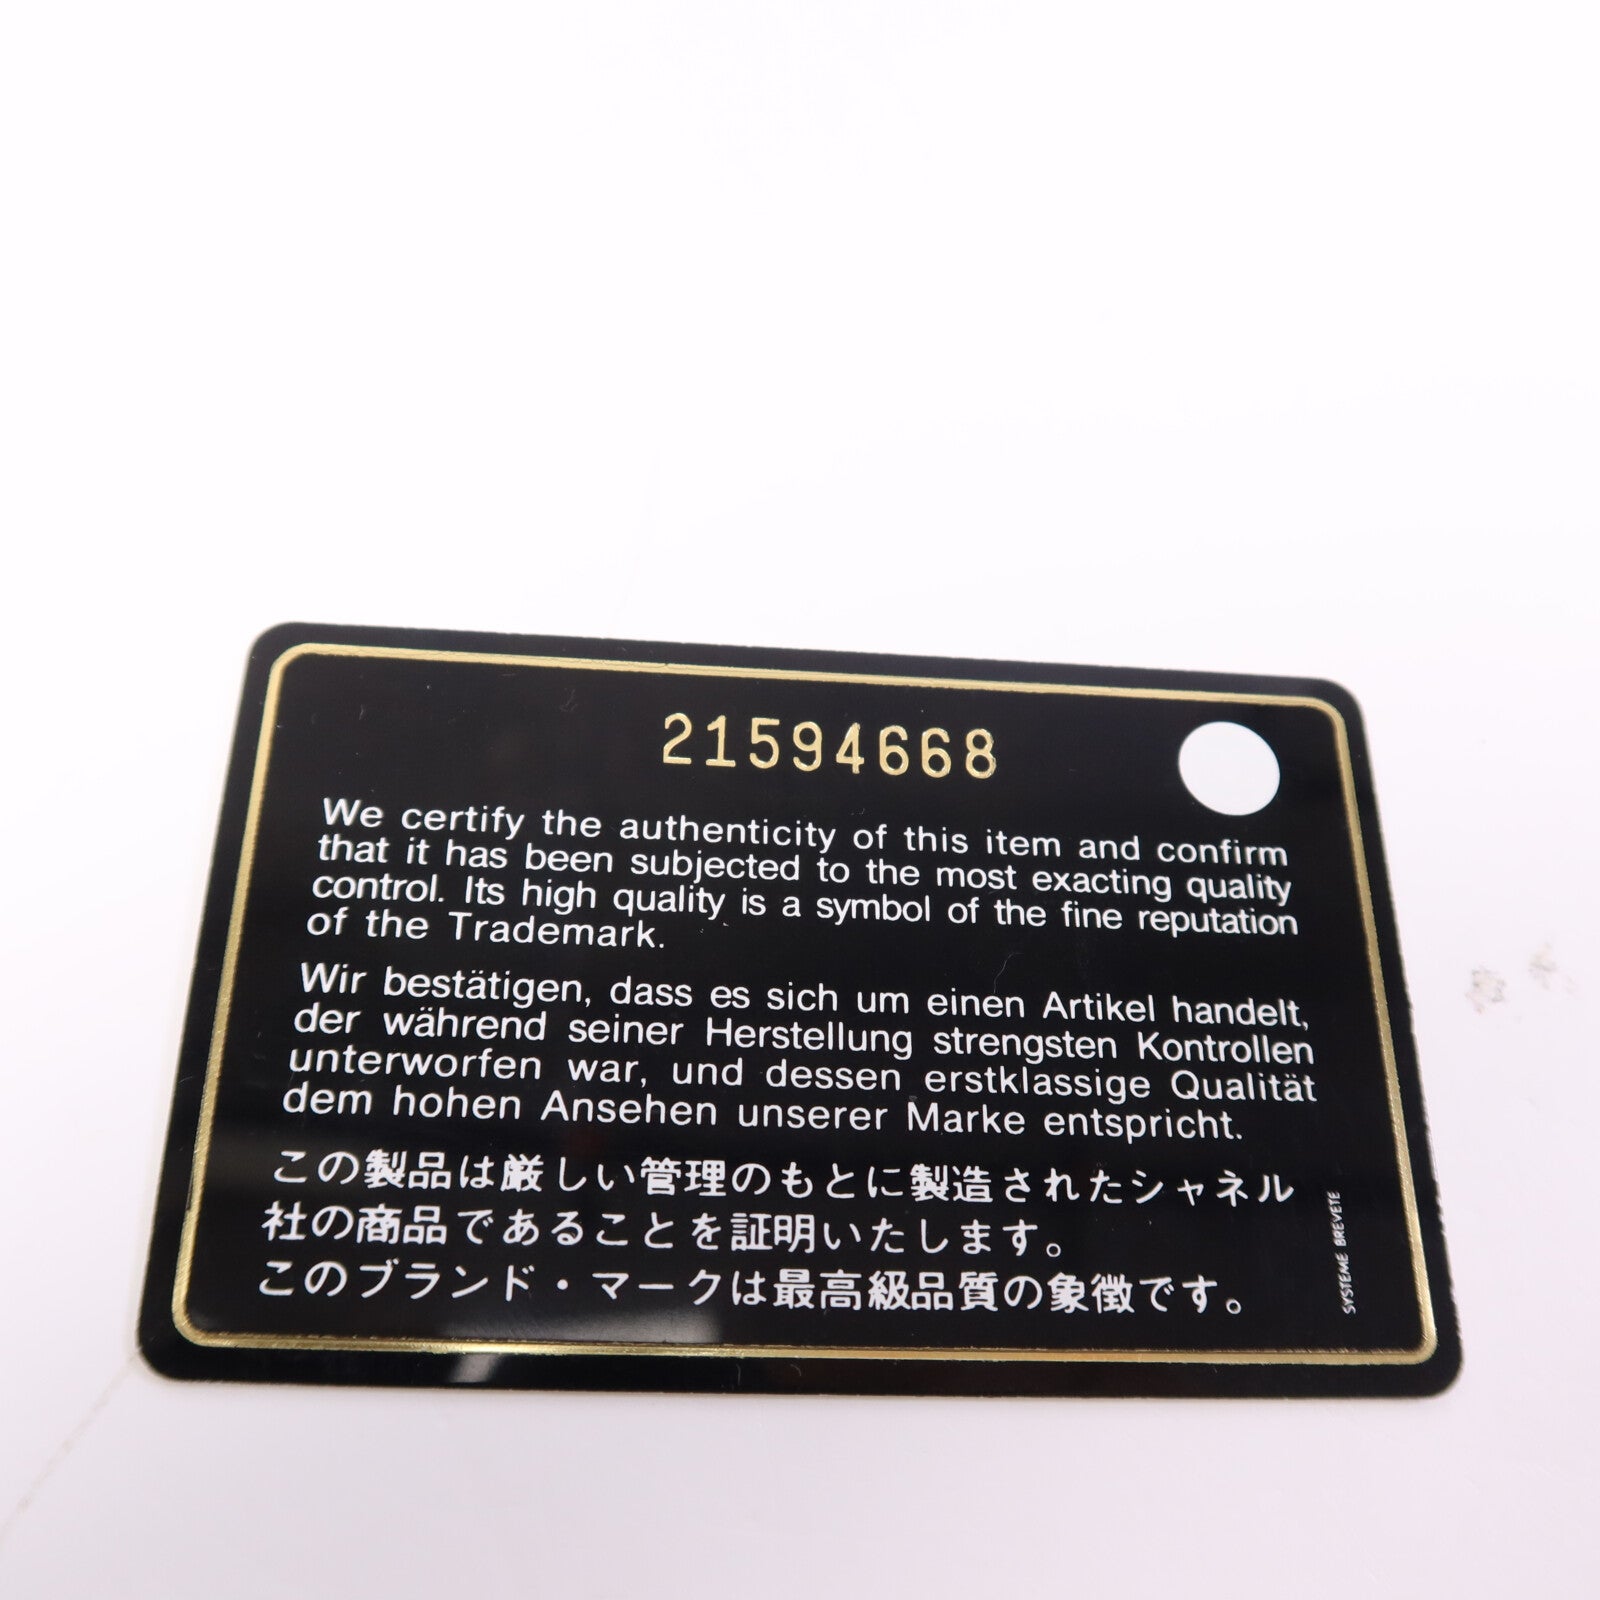 21594668
We certify the authenticity of this item and confirm
that it has been subjected to the most exacting quality
control. Its high quality is a symbol of the fine reputation
of the Trademark.
Wir bestätigen, dass es sich um einen Artikel handelt,
der während seiner Herstellung strengsten Kontrollen
unterworfen war, und dessen erstklassige Qualität
dem hohen Ansehen unserer Marke entspricht.
この製品は厳しい管理のもとに製造されたシャネル
社の商品であることを証明いたします。
このブランド・マークは最高級品質の象徴です。
SYSTEME BREVETE